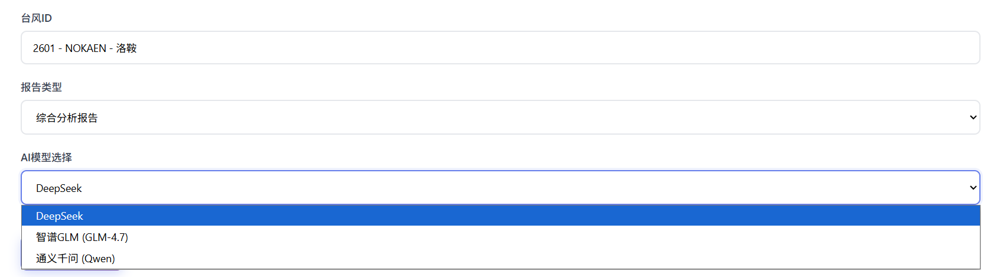 台风ID
2601 - NOKAEN - 洛鞍
报告类型
综合分析报告
AI模型选择
DeepSeek
DeepSeek
智谱GLM (GLM-4.7)
通义千问 (Qwen)